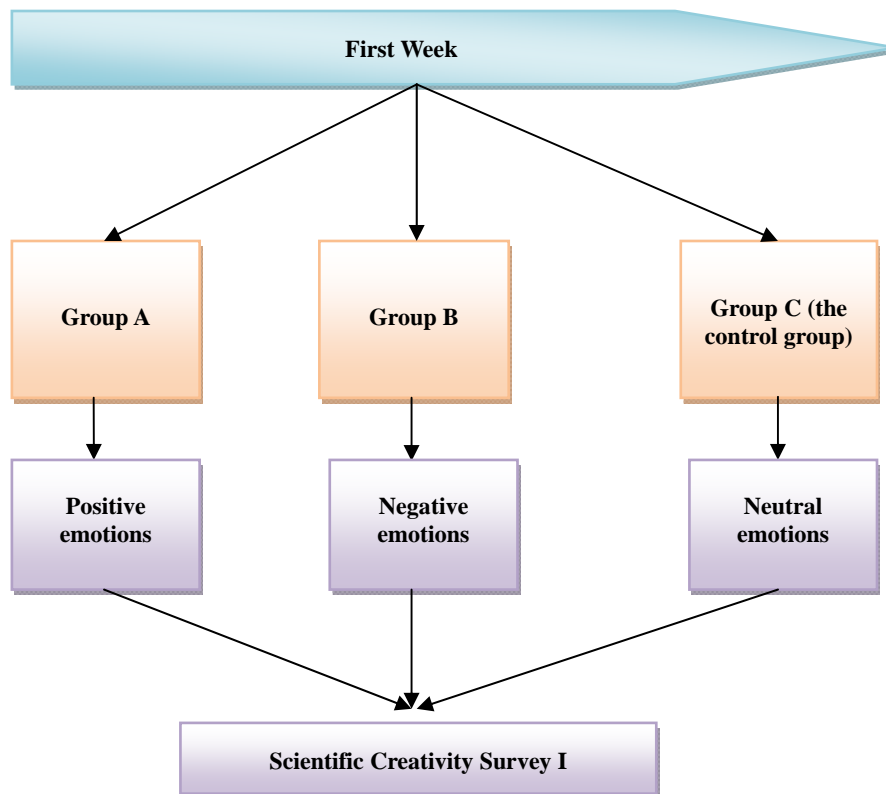 First Week
Group A
Group B
Group C (the
control group)
Positive
emotions
Negative
emotions
Neutral
emotions
Scientific Creativity Survey I